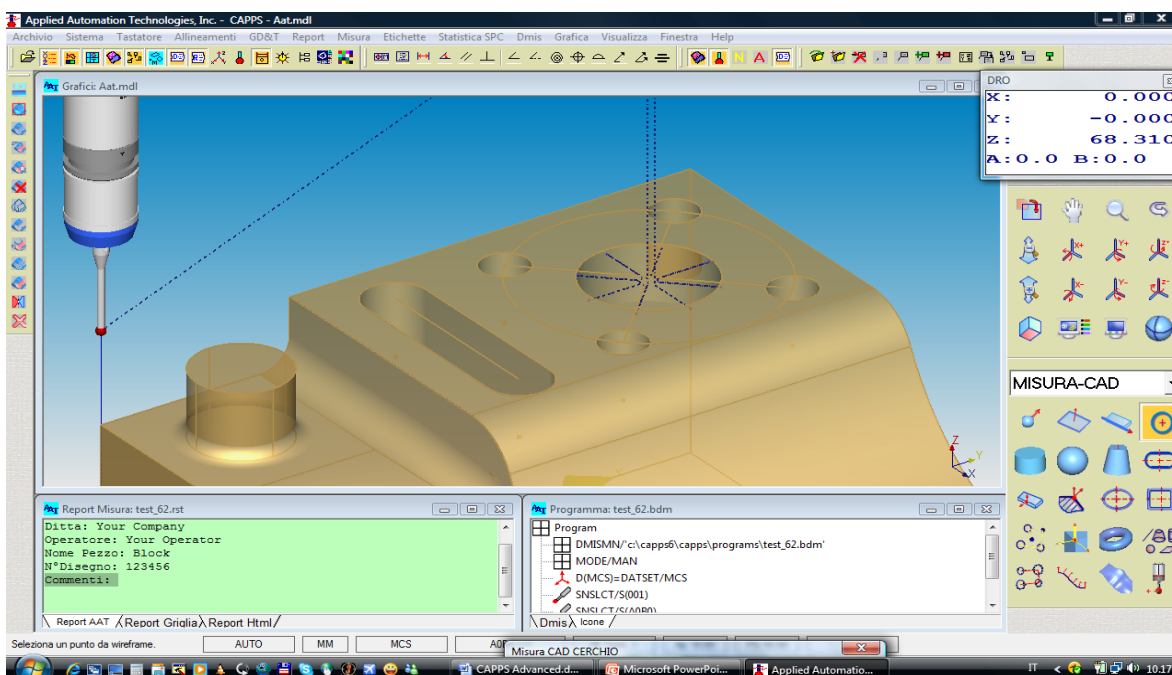 Applied Automation Technologies, Inc. - CAPPS - Aat.mdl
Archivio Sistema Tastatore Allineamenti GD&T Report Misura Etichette Statistica SPC Dmis Grafica Visualizza Finestra Help
Grafici: Aat.mdl
DRO
X: 0.000
Y: -0.000
Z: 68.310
A:0.0 B:0.0
Z
Y
X
MISURA-CAD
Report Misura: test_62.rst
Ditta: Your Company
Operatore: Your Operator
Nome Pezzo: Block
N°Disegno: 123456
Commenti:
Report AAT Report Griglia Report Html
Programma: test_62.bdm
Program
DMISMN/'c:\capps6\capps\programs\test_62.bdm'
MODE/MAN
D(MCS)=DATSET/MCS
SNSLCT/S(001)
SNSLCT/S(A0B0)
Dmis Icone
Seleziona un punto da wireframe. AUTO MM MCS
Misura CAD CERCHIO
CAPPS Advanced.d... Microsoft PowerPoi... Applied Automatio... IT 10.17